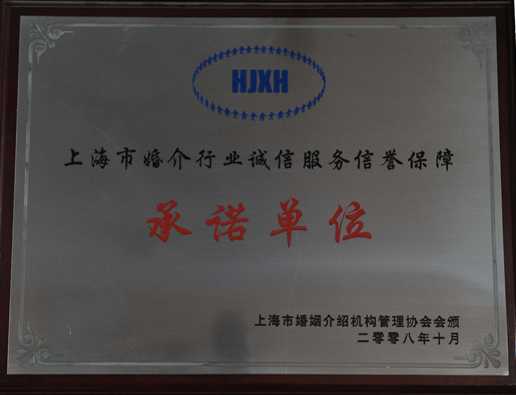 HJXH
上海市婚介行业诚信服务信誉保障
承诺单位
上海市婚姻介绍机构管理协会会颁
二零零八年十月